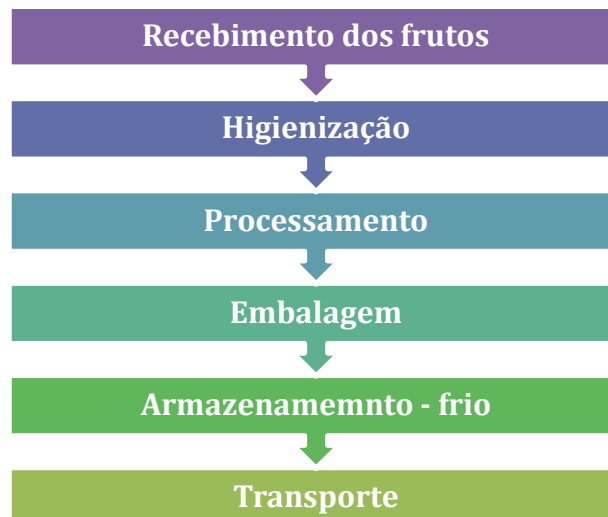 Recebimento dos frutos
Higienização
Processamento
Embalagem
Armazenamemnto - frio
Transporte